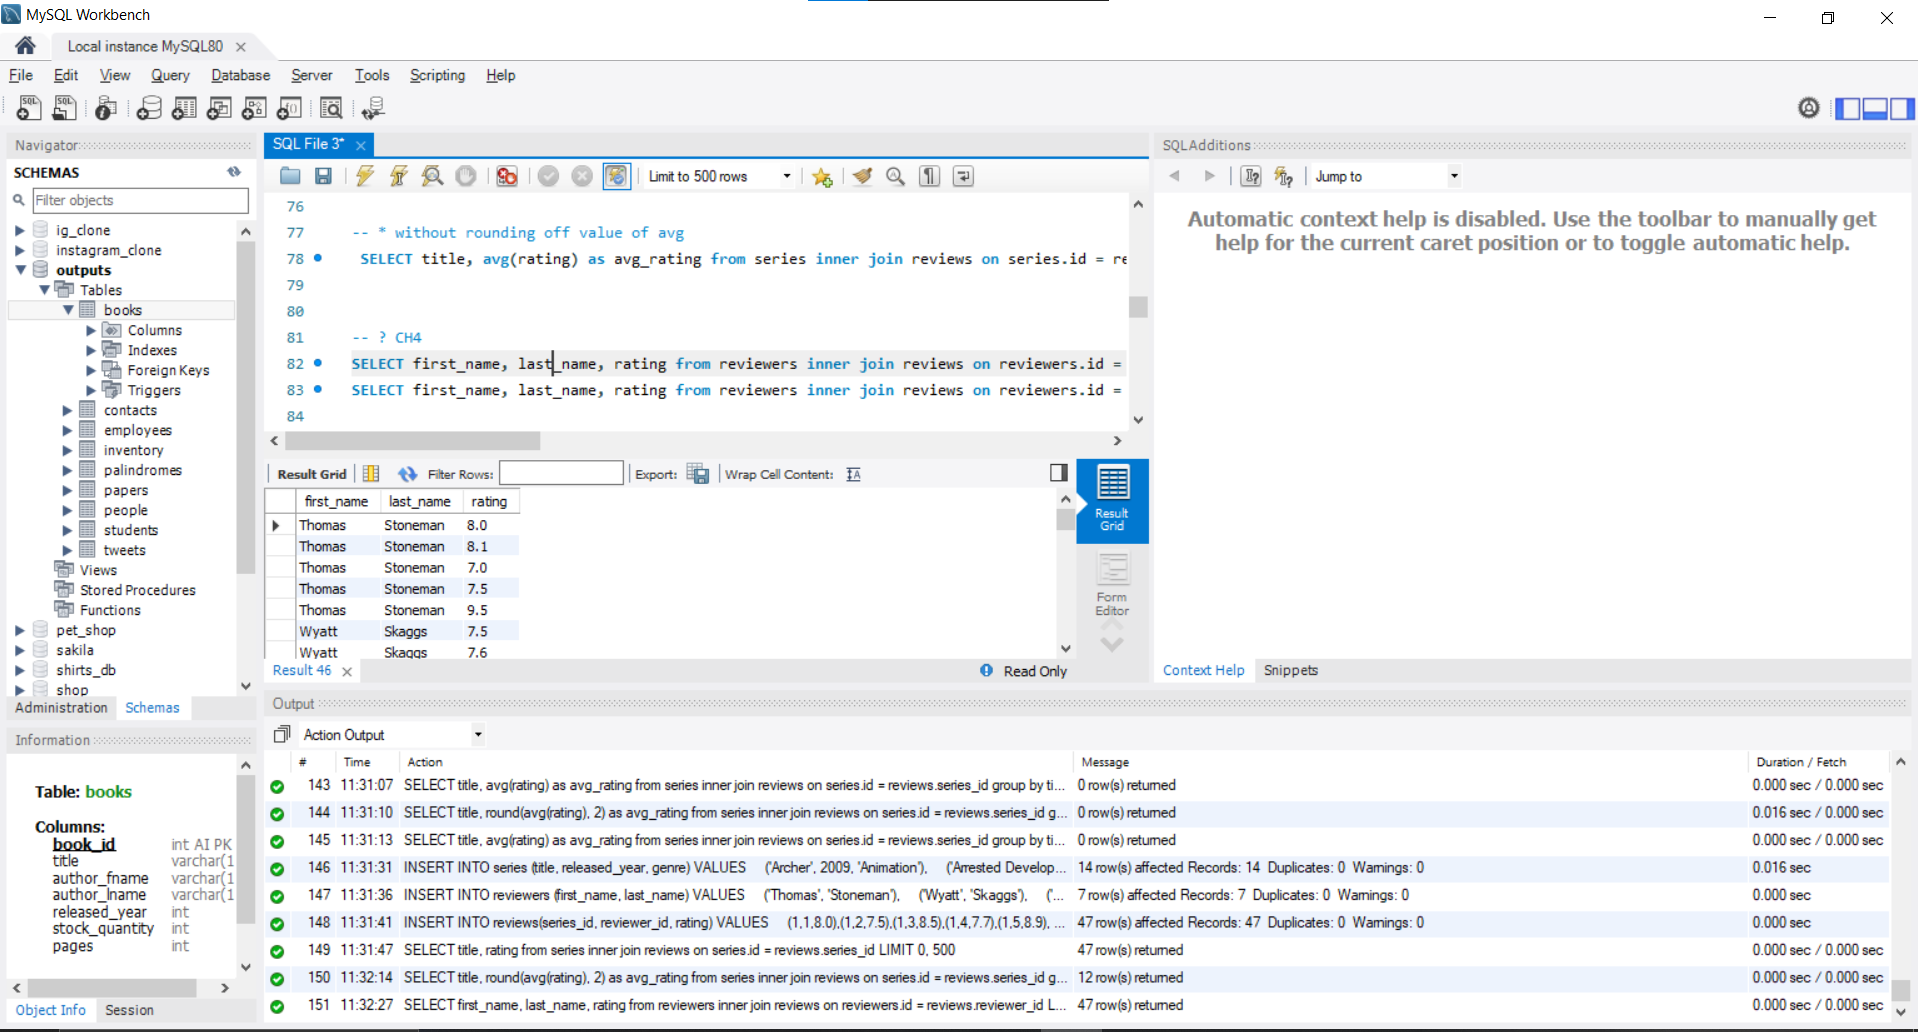 MySQL Workbench
Local instance MySQL80
File Edit View Query Database Server Tools Scripting Help
Navigator
SCHEMAS
Filter objects
ig_clone
instagram_clone
outputs
Tables
books
Columns
Indexes
Foreign Keys
Triggers
contacts
employees
inventory
palindromes
papers
people
students
tweets
Views
Stored Procedures
Functions
pet_shop
sakila
shirts_db
shop
Administration Schemas
Information
Table: books
Columns:
book_id int AI PK
title varchar(1
author_fname varchar(1
author_lname varchar(1
released_year int
stock_quantity int
pages int
Object Info Session
SQL File 3*
Limit to 500 rows
76
77 -- * without rounding off value of avg
78 SELECT title, avg(rating) as avg_rating from series inner join reviews on series.id = re
79
80
81 -- ? CH4
82 SELECT first_name, last_name, rating from reviewers inner join reviews on reviewers.id =
83 SELECT first_name, last_name, rating from reviewers inner join reviews on reviewers.id =
84
Result Grid Filter Rows: Export: Wrap Cell Content:
first_name last_name rating
Thomas Stoneman 8.0
Thomas Stoneman 8.1
Thomas Stoneman 7.0
Thomas Stoneman 7.5
Thomas Stoneman 9.5
Wyatt Skaggs 7.5
Wyatt Skaggs 7.6
Result Grid
Form Editor
Result 46 Read Only
SQLAdditions
Jump to
Automatic context help is disabled. Use the toolbar to manually get
help for the current caret position or to toggle automatic help.
Context Help Snippets
Output
Action Output
# Time Action Message Duration / Fetch
143 11:31:07 SELECT title, avg(rating) as avg_rating from series inner join reviews on series.id = reviews.series_id group by ti... 0 row(s) returned 0.000 sec / 0.000 sec
144 11:31:10 SELECT title, round(avg(rating), 2) as avg_rating from series inner join reviews on series.id = reviews.series_id g... 0 row(s) returned 0.016 sec / 0.000 sec
145 11:31:13 SELECT title, avg(rating) as avg_rating from series inner join reviews on series.id = reviews.series_id group by ti... 0 row(s) returned 0.000 sec / 0.000 sec
146 11:31:31 INSERT INTO series (title, released_year, genre) VALUES ('Archer', 2009, 'Animation'), ('Arrested Develop... 14 row(s) affected Records: 14 Duplicates: 0 Warnings: 0 0.016 sec
147 11:31:36 INSERT INTO reviewers (first_name, last_name) VALUES ('Thomas', 'Stoneman'), ('Wyatt', 'Skaggs'), ('... 7 row(s) affected Records: 7 Duplicates: 0 Warnings: 0 0.000 sec
148 11:31:41 INSERT INTO reviews(series_id, reviewer_id, rating) VALUES (1,1,8.0),(1,2,7.5),(1,3,8.5),(1,4,7.7),(1,5,8.9), ... 47 row(s) affected Records: 47 Duplicates: 0 Warnings: 0 0.000 sec
149 11:31:47 SELECT title, rating from series inner join reviews on series.id = reviews.series_id LIMIT 0, 500 47 row(s) returned 0.000 sec / 0.000 sec
150 11:32:14 SELECT title, round(avg(rating), 2) as avg_rating from series inner join reviews on series.id = reviews.series_id g... 12 row(s) returned 0.000 sec / 0.000 sec
151 11:32:27 SELECT first_name, last_name, rating from reviewers inner join reviews on reviewers.id = reviews.reviewer_id L... 47 row(s) returned 0.000 sec / 0.000 sec